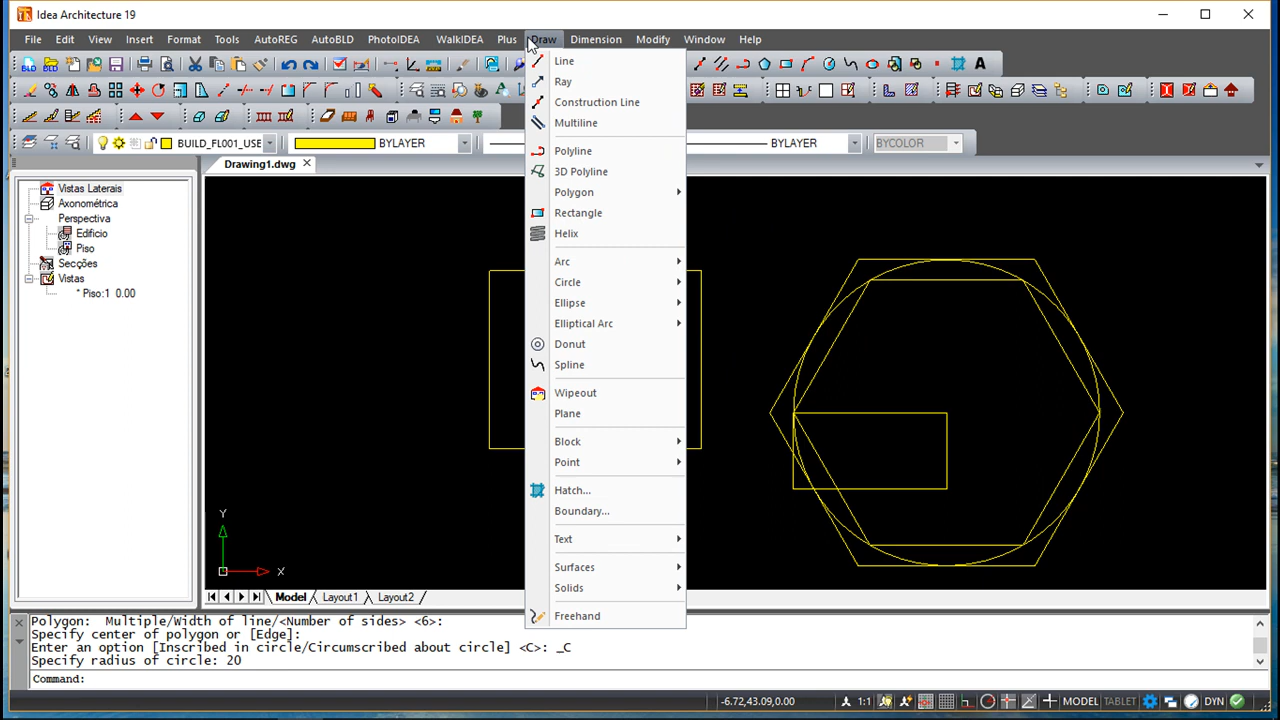 Idea Architecture 19
File Edit View Insert Format Tools AutoREG AutoBLD PhotoIDEA WalkIDEA Plus Draw Dimension Modify Window Help
BUILD_FL001_USE
BYLAYER
BYLAYER
BYCOLOR
Drawing1.dwg
Vistas Laterais
Axonométrica
Perspectiva
Edificio
Piso
Secções
Vistas
* Piso:1 0.00
Line
Ray
Construction Line
Multiline
Polyline
3D Polyline
Polygon
Rectangle
Helix
Arc
Circle
Ellipse
Elliptical Arc
Donut
Spline
Wipeout
Plane
Block
Point
Hatch...
Boundary...
Text
Surfaces
Solids
Freehand
Y
X
Model Layout1 Layout2
Polygon: Multiple/Width of line/<Number of sides> <6>:
Specify center of polygon or [Edge]:
Enter an option [Inscribed in circle/Circumscribed about circle] <C>: _C
Specify radius of circle: 20
Command:
-6.72,43.09,0.00 1:1 MODEL TABLET DYN